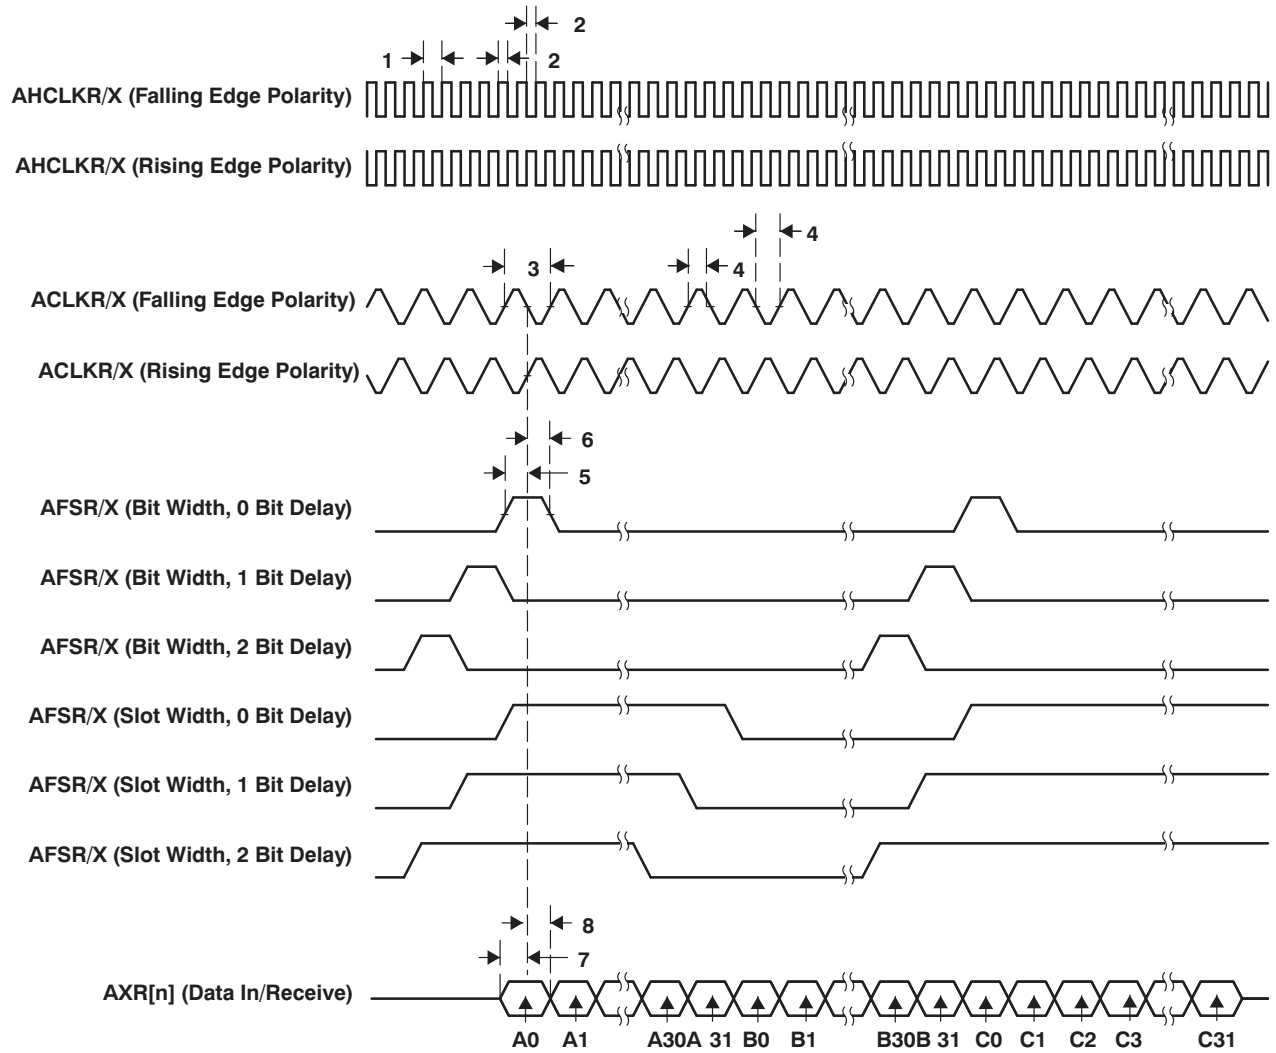 2
1
2
AHCLKR/X (Falling Edge Polarity)
AHCLKR/X (Rising Edge Polarity)
4
3
4
ACLKR/X (Falling Edge Polarity)
ACLKR/X (Rising Edge Polarity)
6
5
AFSR/X (Bit Width, 0 Bit Delay)
AFSR/X (Bit Width, 1 Bit Delay)
AFSR/X (Bit Width, 2 Bit Delay)
AFSR/X (Slot Width, 0 Bit Delay)
AFSR/X (Slot Width, 1 Bit Delay)
AFSR/X (Slot Width, 2 Bit Delay)
8
7
AXR[n] (Data In/Receive)
A0 A1 A30A 31 B0 B1 B30B 31 C0 C1 C2 C3 C31